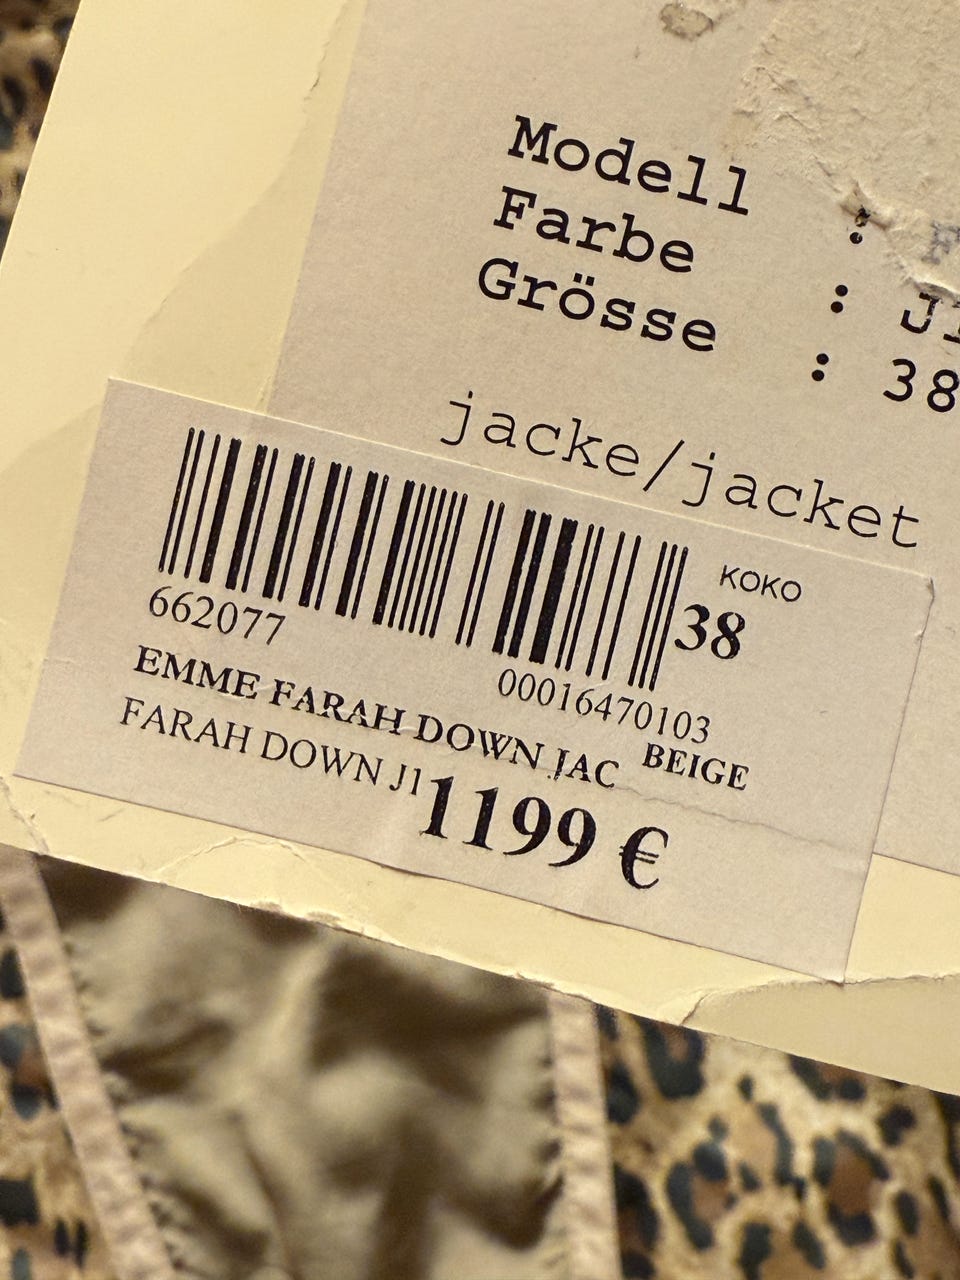 Modell :
Farbe :
Grösse : 38
jacke/jacket
KOKO
38
662077
00016470103
EMME FARAH DOWN JAC BEIGE
FARAH DOWN J1
1199 €